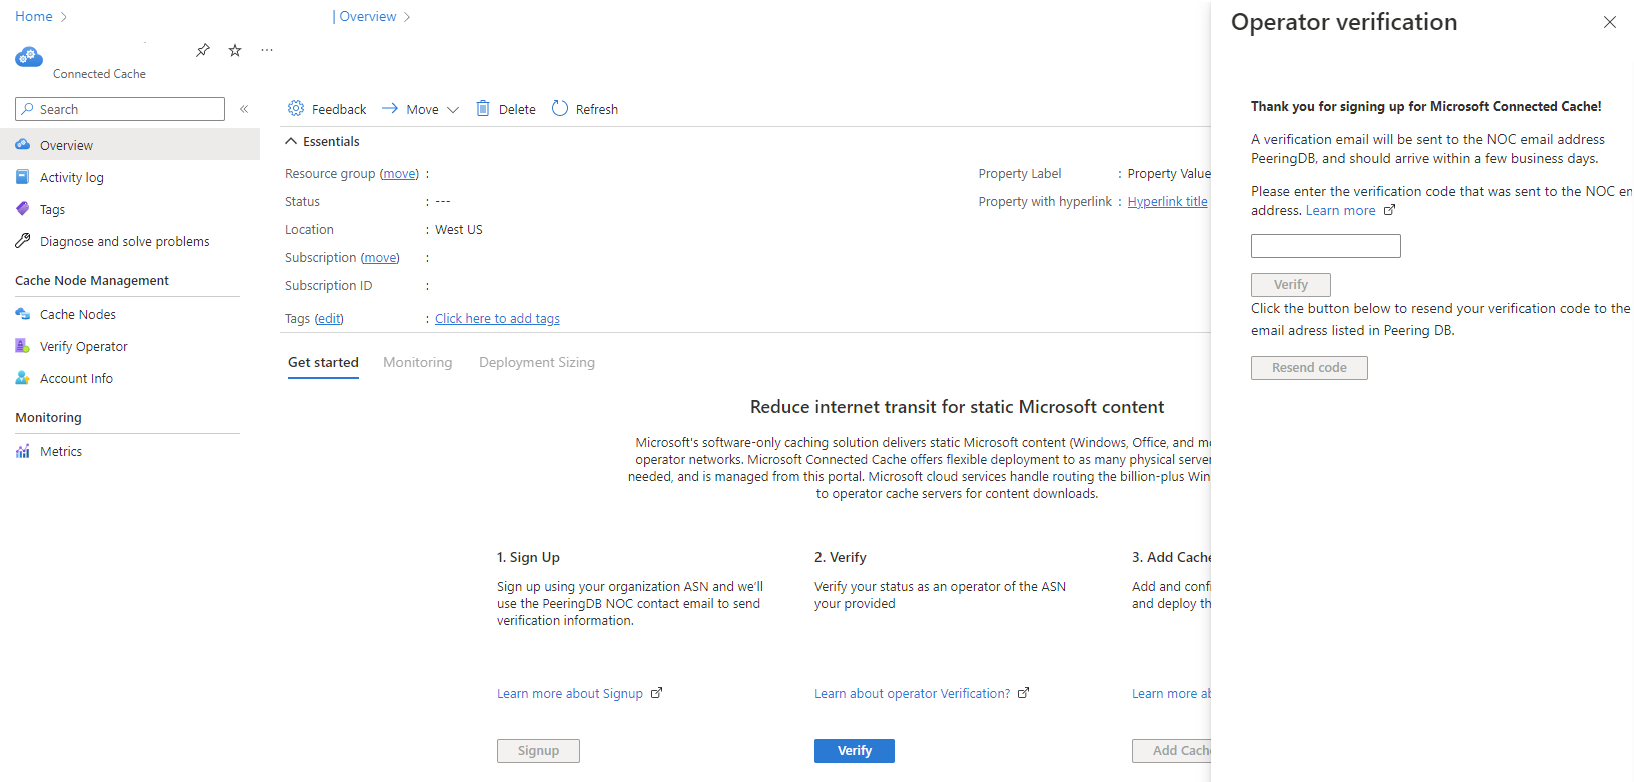 Home
| Overview
Connected Cache
Search
Overview
Activity log
Tags
Diagnose and solve problems
Cache Node Management
Cache Nodes
Verify Operator
Account Info
Monitoring
Metrics
Feedback
Move
Delete
Refresh
Essentials
Resource group (move) :
Status : ---
Location : West US
Subscription (move) :
Subscription ID :
Tags (edit) : Click here to add tags
Property Label : Property Value
Property with hyperlink : Hyperlink title
Get started
Monitoring
Deployment Sizing
Reduce internet transit for static Microsoft content
Microsoft's software-only caching solution delivers static Microsoft content (Windows, Office, and mo
operator networks. Microsoft Connected Cache offers flexible deployment to as many physical server
needed, and is managed from this portal. Microsoft cloud services handle routing the billion-plus Win
to operator cache servers for content downloads.
1. Sign Up
Sign up using your organization ASN and we'll
use the PeeringDB NOC contact email to send
verification information.
Learn more about Signup
Signup
2. Verify
Verify your status as an operator of the ASN
your provided
Learn about operator Verification?
Verify
3. Add Cache
Add and confi
and deploy th
Learn more ab
Add Cach
Operator verification
Thank you for signing up for Microsoft Connected Cache!
A verification email will be sent to the NOC email address
PeeringDB, and should arrive within a few business days.
Please enter the verification code that was sent to the NOC en
address. Learn more
Verify
Click the button below to resend your verification code to the
email adress listed in Peering DB.
Resend code